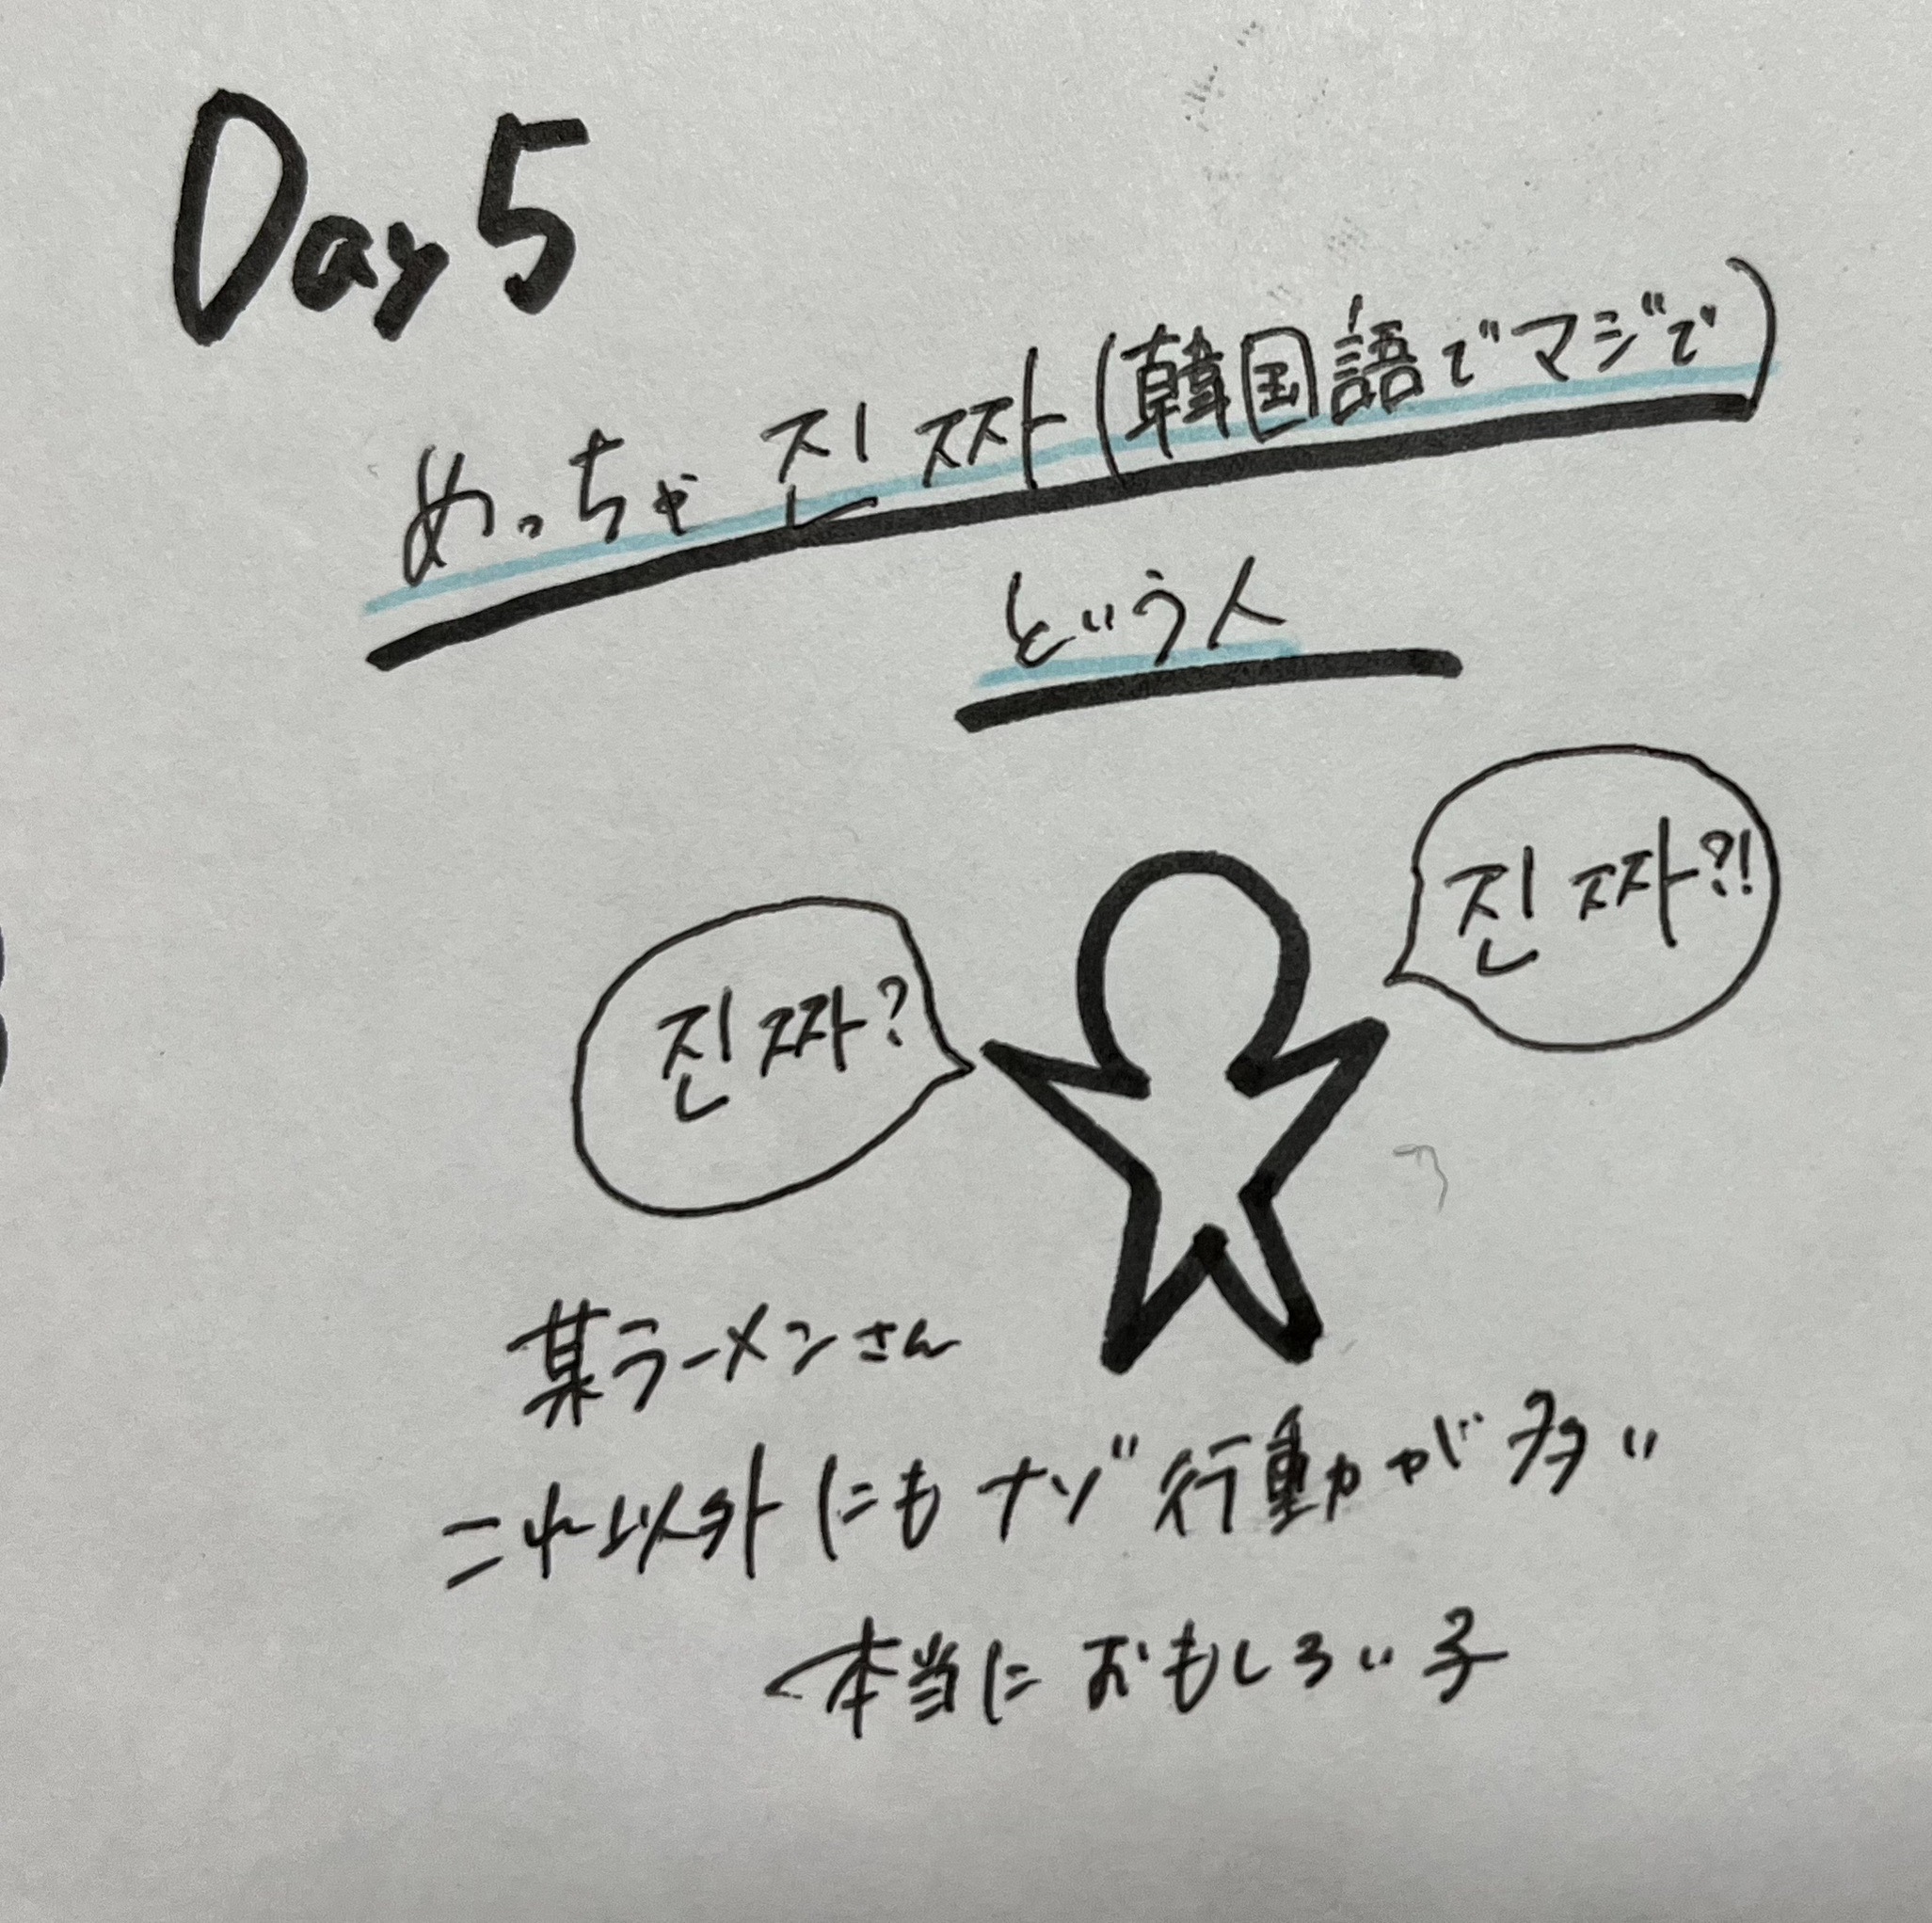 Day 5
めっちゃ 진짜(韓国語でマジで)
という人
진짜?!
진짜?
某ラーメンさん
これ以外にもナゾ行動が多い
本当におもしろい子